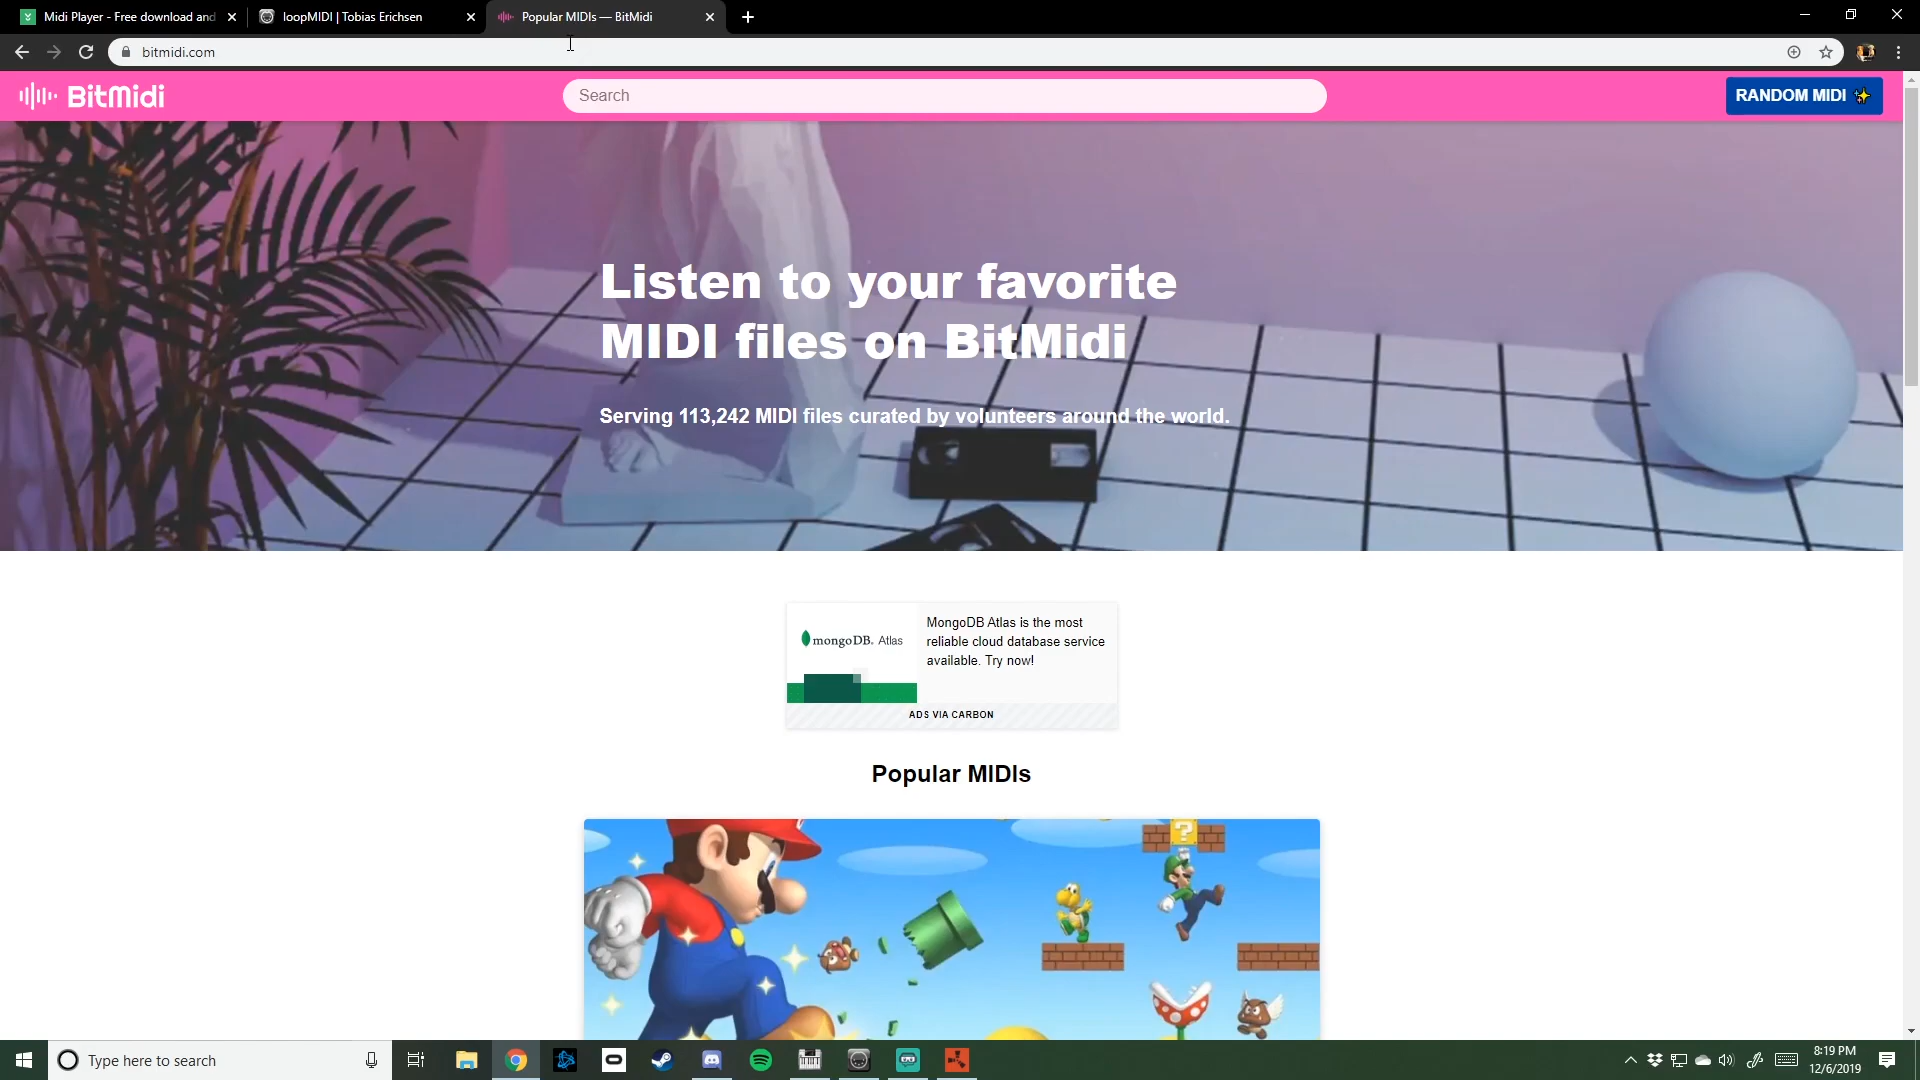 Midi Player - Free download and
loopMIDI | Tobias Erichsen
Popular MIDIs — BitMidi
bitmidi.com
BitMidi
Search
RANDOM MIDI ✨
Listen to your favorite
MIDI files on BitMidi
Serving 113,242 MIDI files curated by volunteers around the world.
mongoDB. Atlas
MongoDB Atlas is the most
reliable cloud database service
available. Try now!
ADS VIA CARBON
Popular MIDIs
?
Type here to search
8:19 PM
12/6/2019